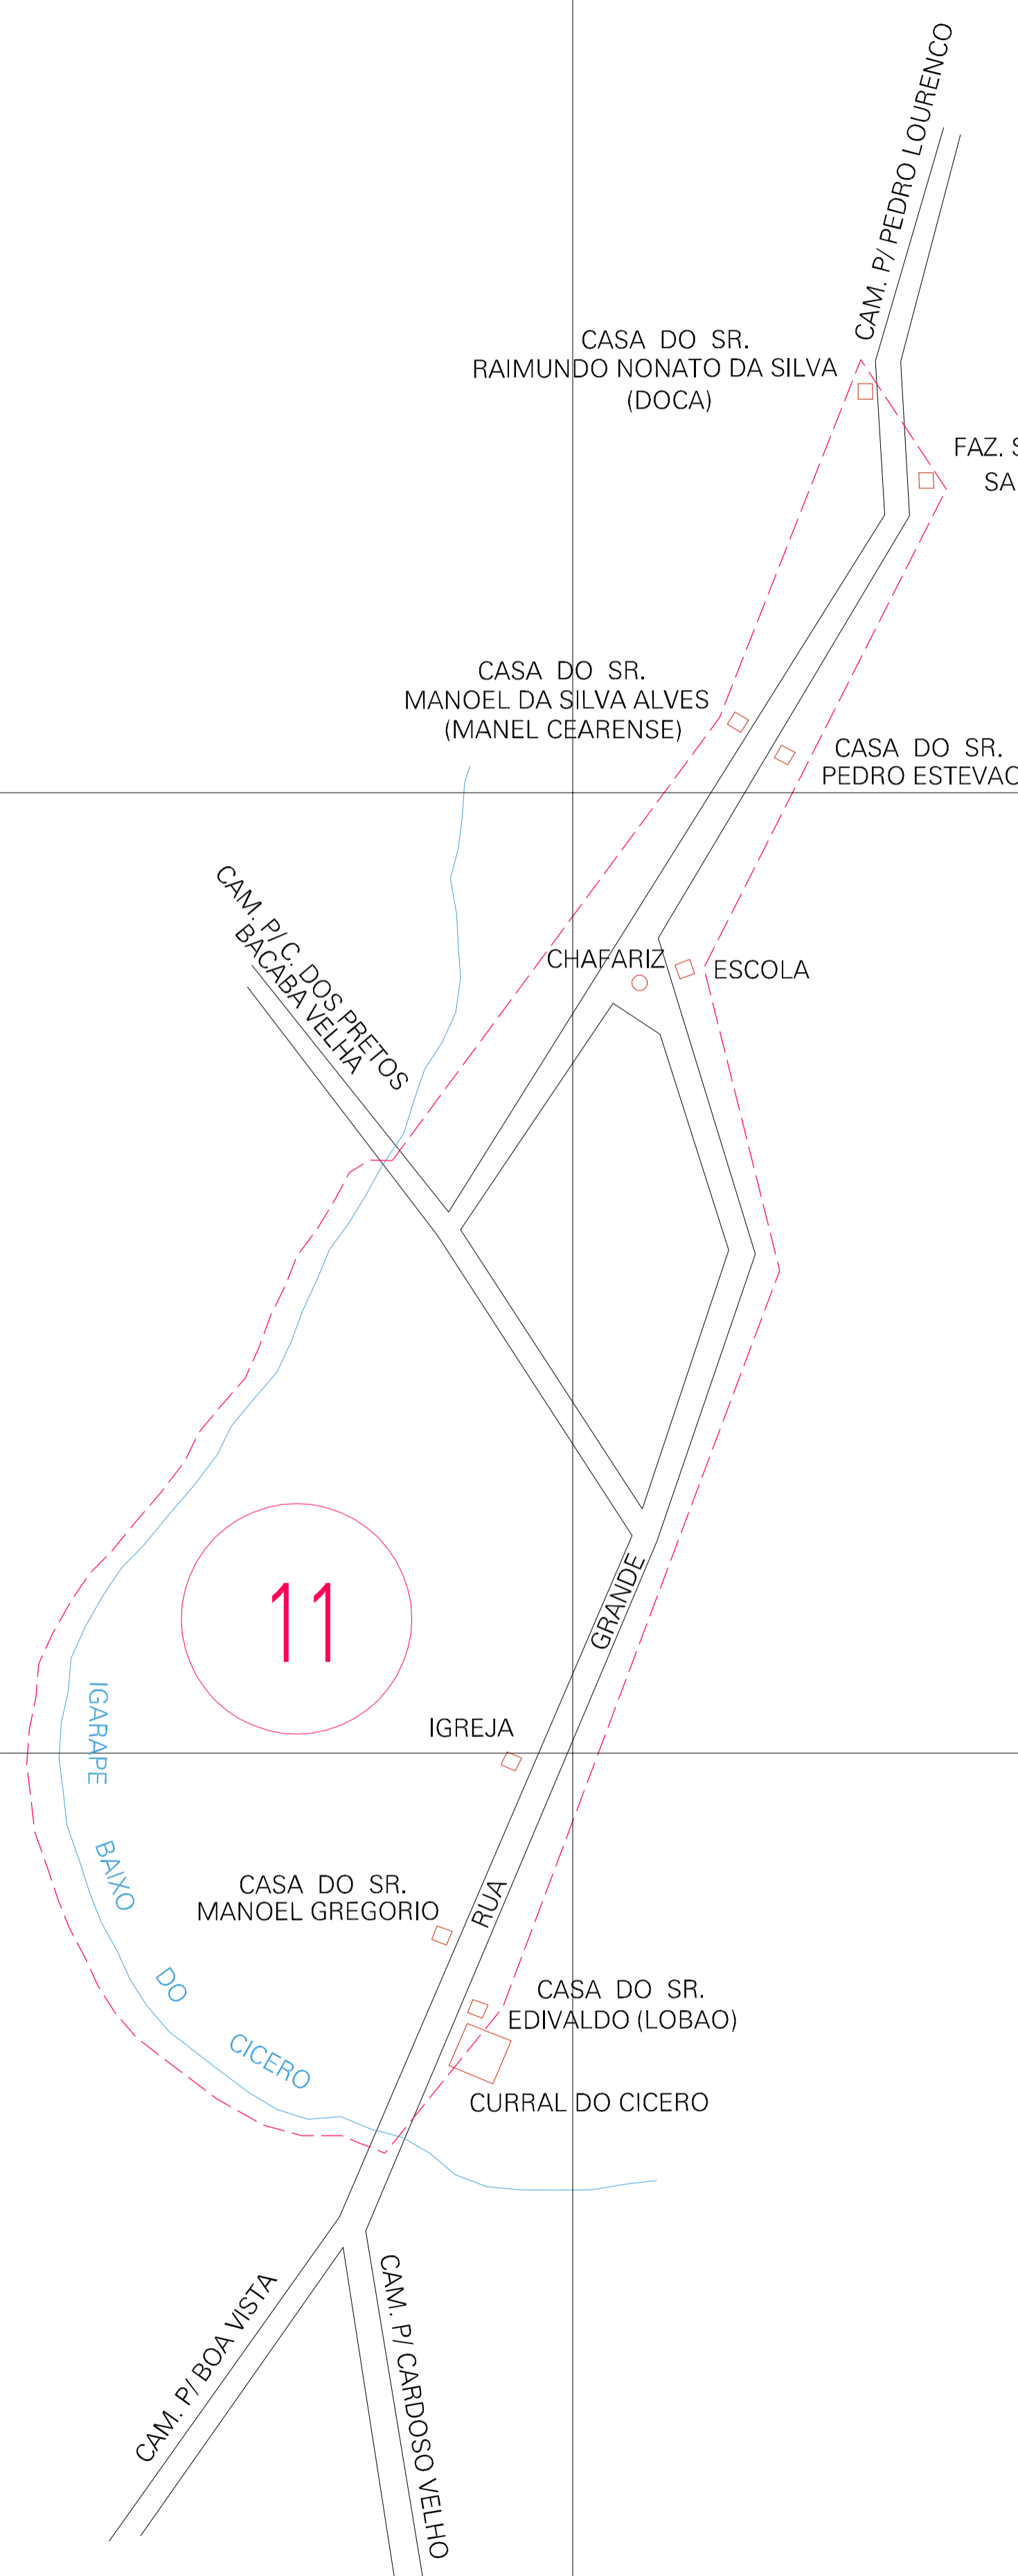 CAM. P/ PEDRO LOURENCO
CASA DO SR.
RAIMUNDO NONATO DA SILVA
(DOCA)
FAZ. S
SA
CASA DO SR.
MANOEL DA SILVA ALVES
(MANEL CEARENSE)
CASA DO SR.
PEDRO ESTEVAO
CAM. P/ C. DOS PRETOS
BACABA VELHA
CHAFARIZ
ESCOLA
11
GRANDE
IGREJA
IGARAPE
BAIXO
DO
CICERO
CASA DO SR.
MANOEL GREGORIO
RUA
CASA DO SR.
EDIVALDO (LOBAO)
CURRAL DO CICERO
CAM. P/ BOA VISTA
CAM. P/ CARDOSO VELHO